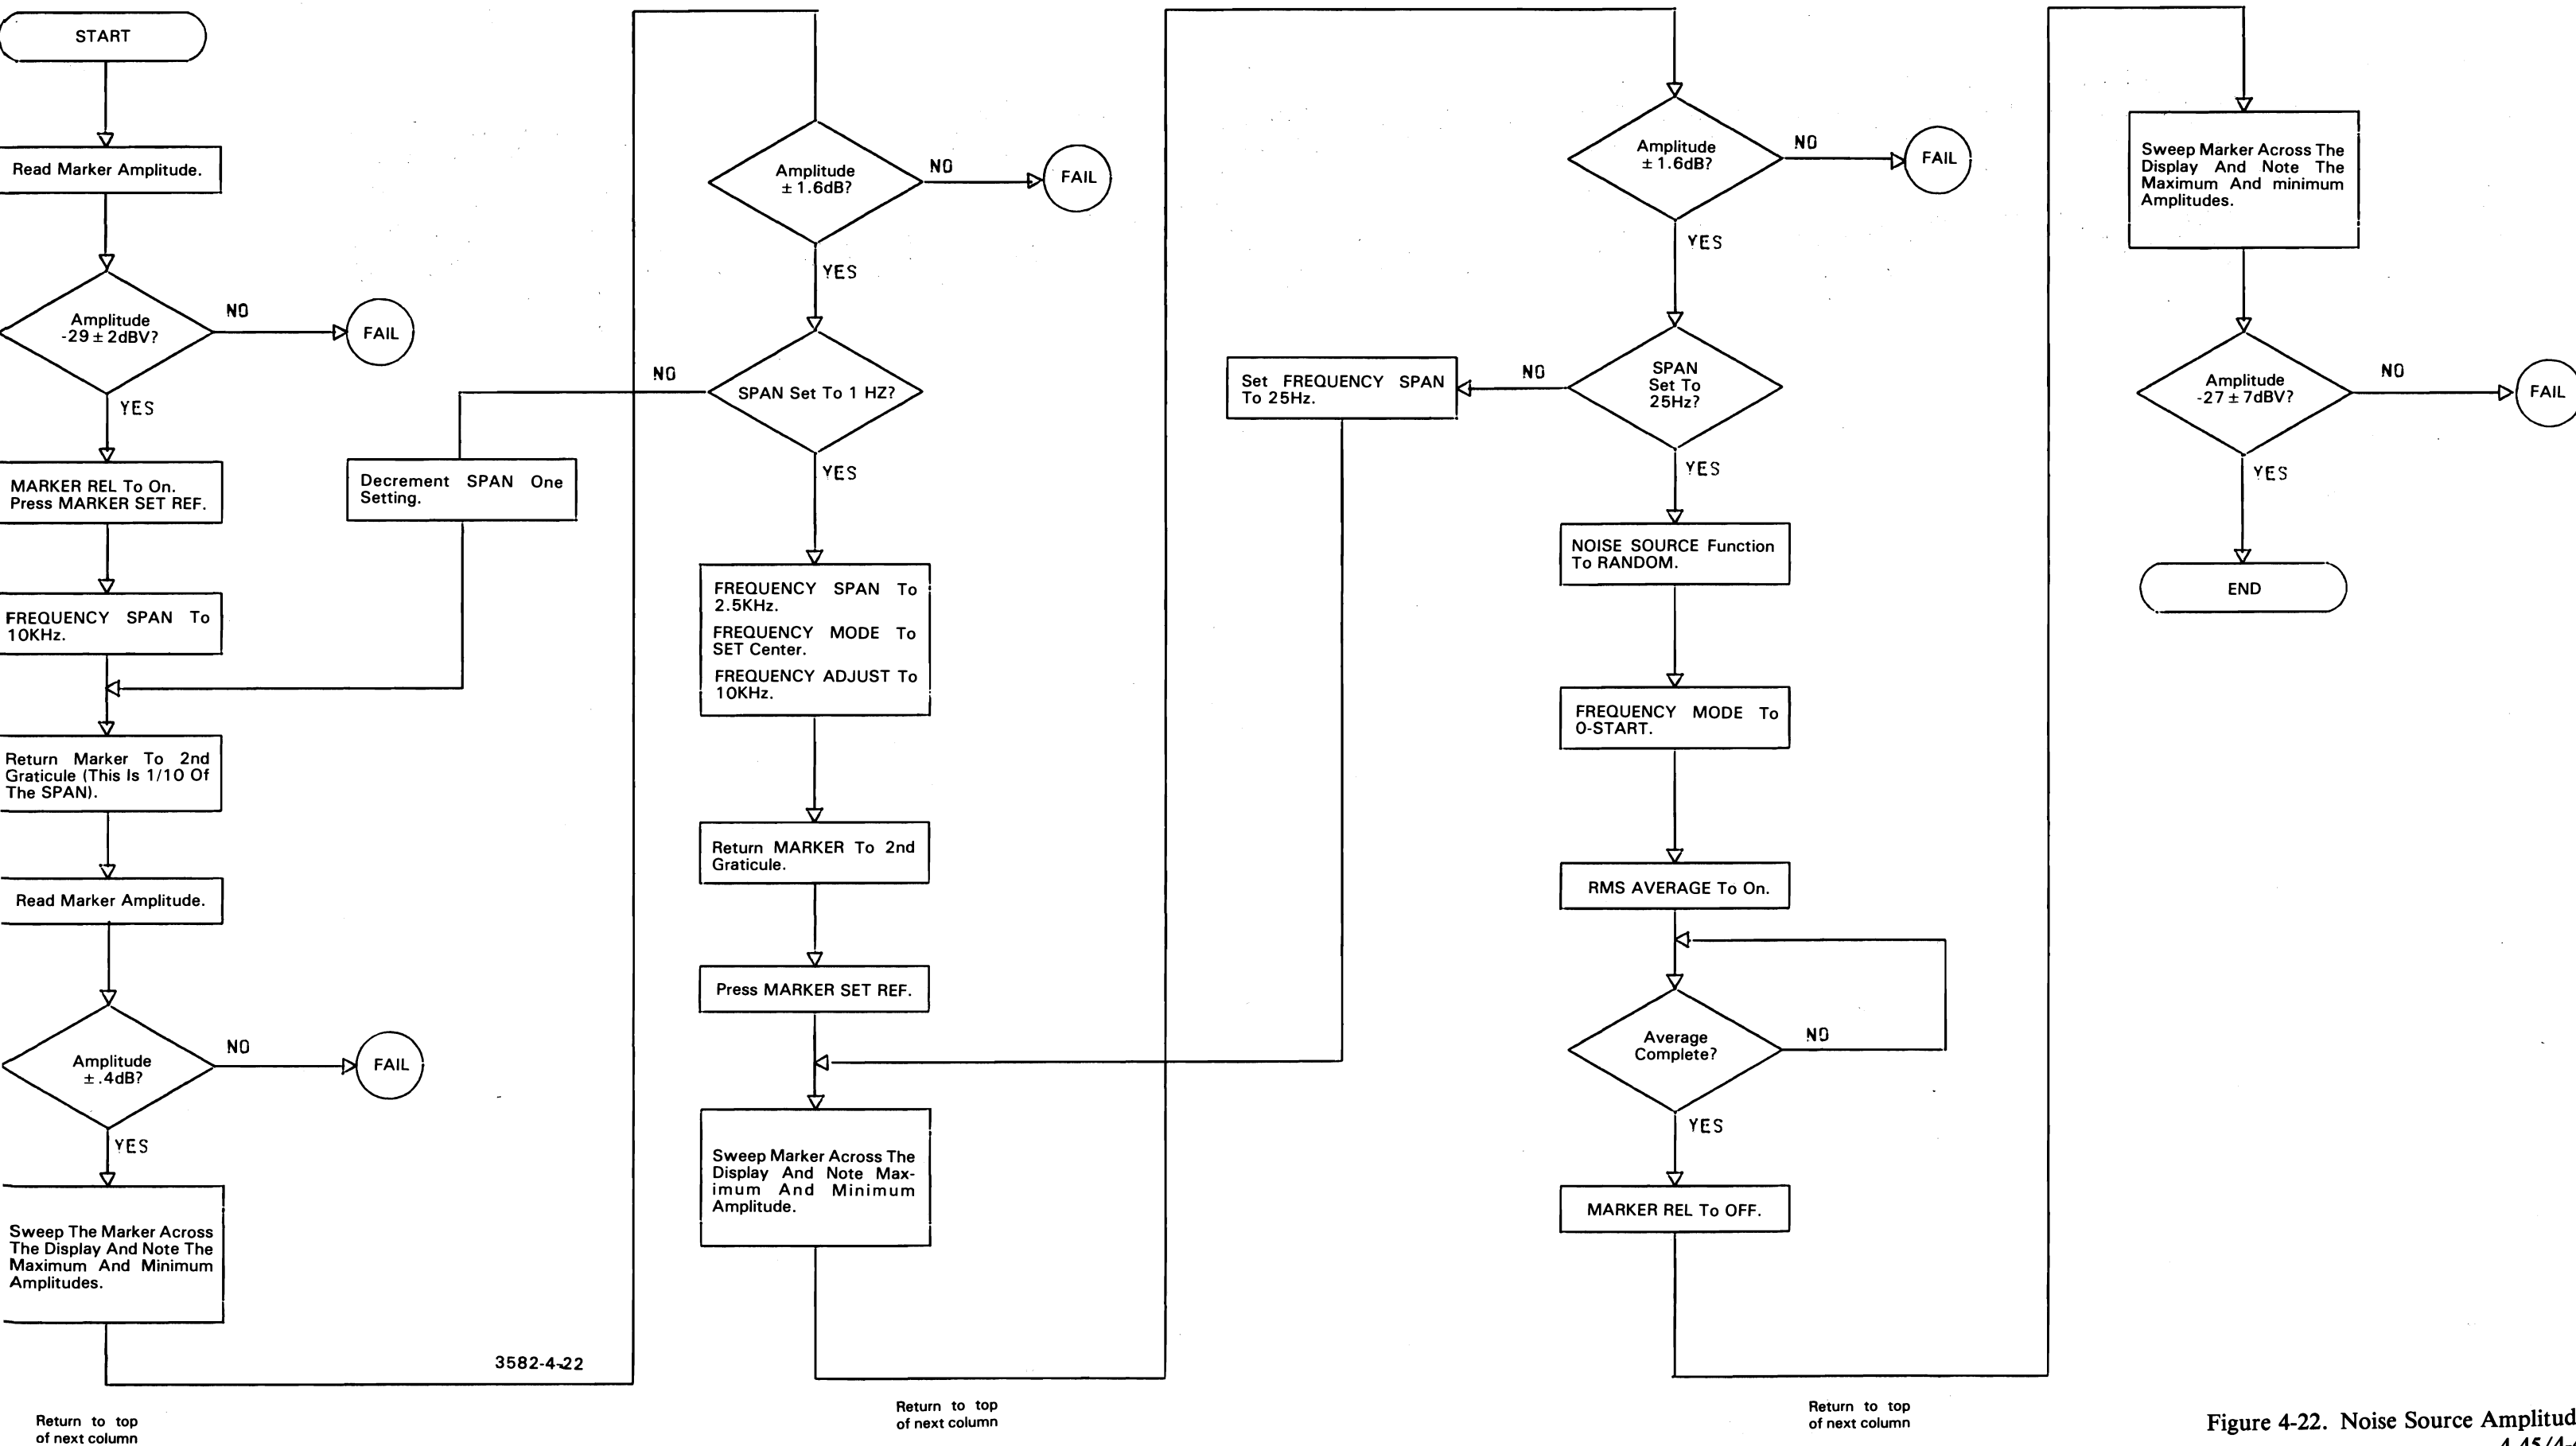 START
Read Marker Amplitude.
Amplitude
-29 ± 2dBV?
NO
FAIL
YES
MARKER REL To On.
Press MARKER SET REF.
FREQUENCY SPAN To
10KHz.
Decrement SPAN One
Setting.
Return Marker To 2nd
Graticule (This Is 1/10 Of
The SPAN).
Read Marker Amplitude.
Amplitude
± .4dB?
NO
FAIL
YES
Sweep The Marker Across
The Display And Note The
Maximum And Minimum
Amplitudes.
3582-4-22
Return to top
of next column
Amplitude
± 1.6dB?
NO
FAIL
YES
SPAN Set To 1 HZ?
NO
YES
FREQUENCY SPAN To
2.5KHz.
FREQUENCY MODE To
SET Center.
FREQUENCY ADJUST To
10KHz.
Return MARKER To 2nd
Graticule.
Press MARKER SET REF.
Sweep Marker Across The
Display And Note Max-
imum And Minimum
Amplitude.
Return to top
of next column
Amplitude
± 1.6dB?
NO
FAIL
YES
SPAN
Set To
25Hz?
NO
Set FREQUENCY SPAN
To 25Hz.
YES
NOISE SOURCE Function
To RANDOM.
FREQUENCY MODE To
0-START.
RMS AVERAGE To On.
Average
Complete?
NO
YES
MARKER REL To OFF.
Return to top
of next column
Sweep Marker Across The
Display And Note The
Maximum And minimum
Amplitudes.
Amplitude
-27 ± 7dBV?
NO
FAIL
YES
END
Figure 4-22. Noise Source Amplitud